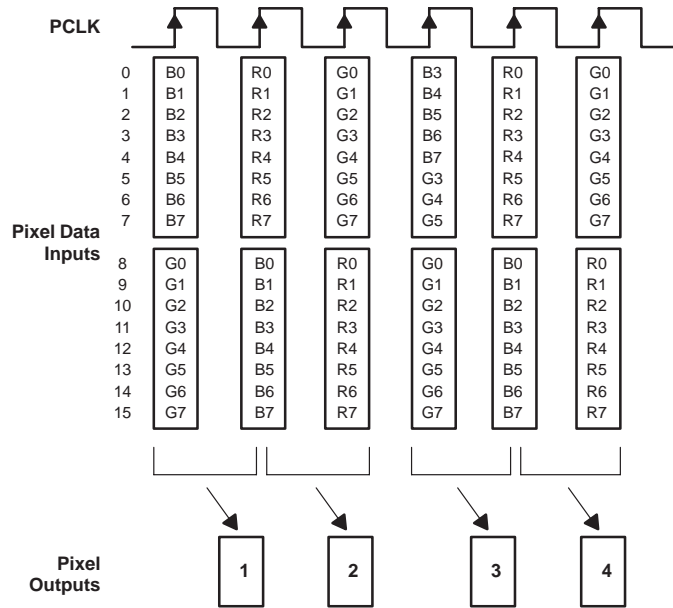 PCLK
0 B0 R0 G0 B3 R0 G0
1 B1 R1 G1 B4 R1 G1
2 B2 R2 G2 B5 R2 G2
3 B3 R3 G3 B6 R3 G3
4 B4 R4 G4 B7 R4 G4
5 B5 R5 G5 G3 R5 G5
6 B6 R6 G6 G4 R6 G6
7 B7 R7 G7 G5 R7 G7
Pixel Data
Inputs
8 G0 B0 R0 G0 B0 R0
9 G1 B1 R1 G1 B1 R1
10 G2 B2 R2 G2 B2 R2
11 G3 B3 R3 G3 B3 R3
12 G4 B4 R4 G4 B4 R4
13 G5 B5 R5 G5 B5 R5
14 G6 B6 R6 G6 B6 R6
15 G7 B7 R7 G7 B7 R7
Pixel
Outputs
1 2 3 4